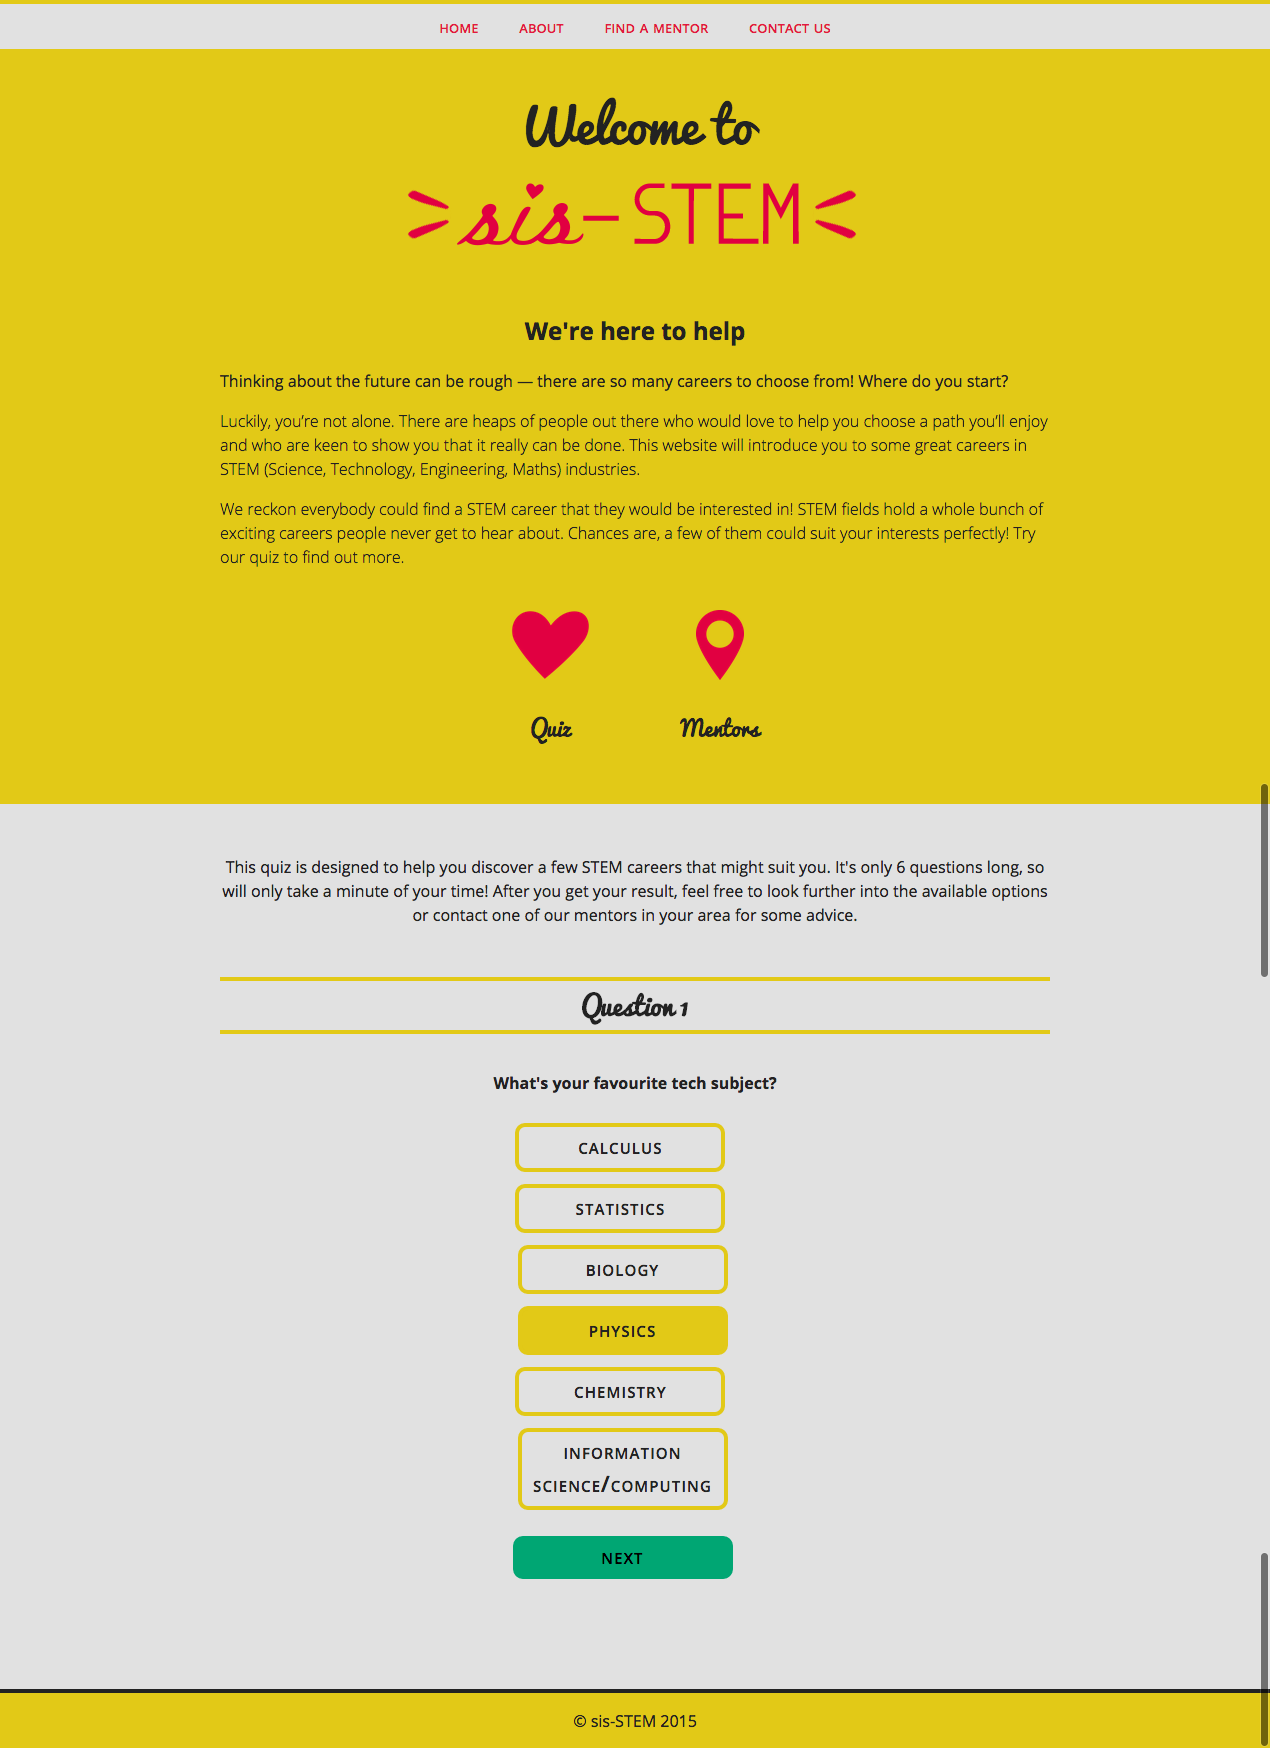 HOME ABOUT FIND A MENTOR CONTACT US
Welcome to
sis-STEM
We're here to help
Thinking about the future can be rough — there are so many careers to choose from! Where do you start?
Luckily, you’re not alone. There are heaps of people out there who would love to help you choose a path you’ll enjoy
and who are keen to show you that it really can be done. This website will introduce you to some great careers in
STEM (Science, Technology, Engineering, Maths) industries.
We reckon everybody could find a STEM career that they would be interested in! STEM fields hold a whole bunch of
exciting careers people never get to hear about. Chances are, a few of them could suit your interests perfectly! Try
our quiz to find out more.
Quiz Mentors
This quiz is designed to help you discover a few STEM careers that might suit you. It's only 6 questions long, so
will only take a minute of your time! After you get your result, feel free to look further into the available options
or contact one of our mentors in your area for some advice.
Question 1
What's your favourite tech subject?
CALCULUS
STATISTICS
BIOLOGY
PHYSICS
CHEMISTRY
INFORMATION
SCIENCE/COMPUTING
NEXT
© sis-STEM 2015